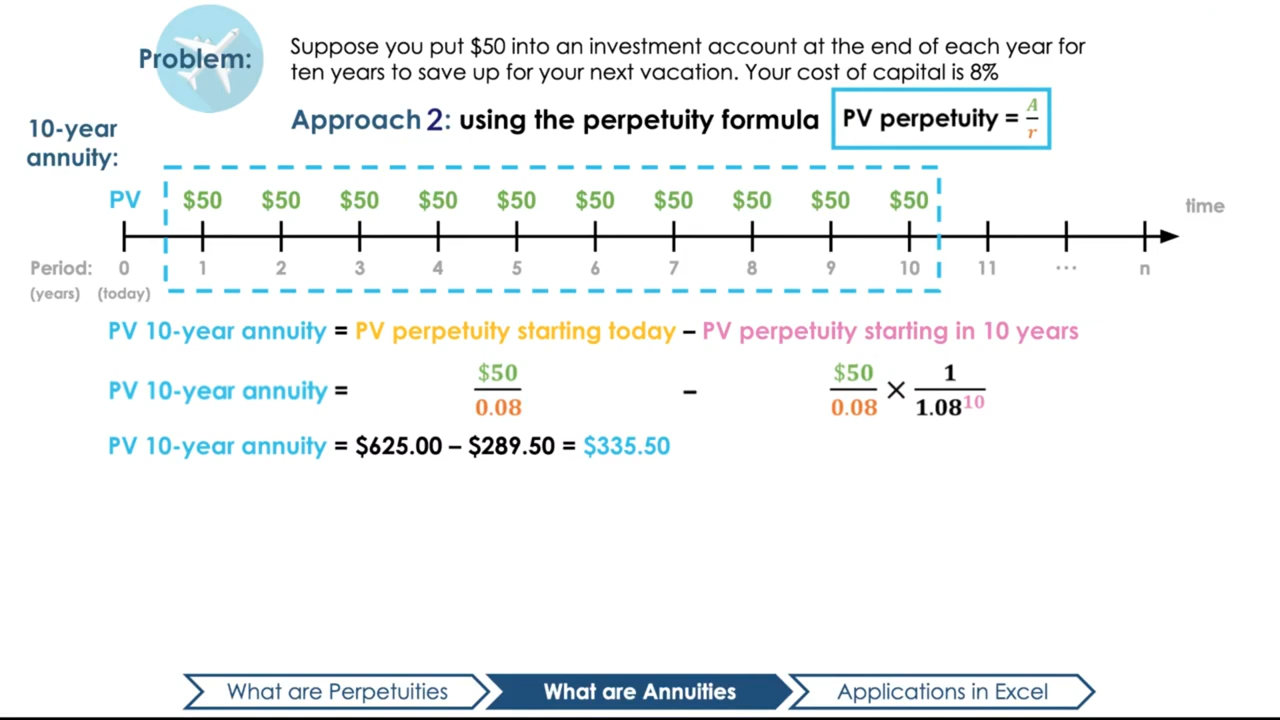 Problem:
Suppose you put $50 into an investment account at the end of each year for
ten years to save up for your next vacation. Your cost of capital is 8%
Approach 2: using the perpetuity formula
PV perpetuity = A/r
10-year
annuity:
PV $50 $50 $50 $50 $50 $50 $50 $50 $50 $50 time
Period: 0 1 2 3 4 5 6 7 8 9 10 11 ... n
(years) (today)
PV 10-year annuity = PV perpetuity starting today – PV perpetuity starting in 10 years
PV 10-year annuity = $50/0.08 – $50/0.08 × 1/1.08^10
PV 10-year annuity = $625.00 – $289.50 = $335.50
What are Perpetuities What are Annuities Applications in Excel